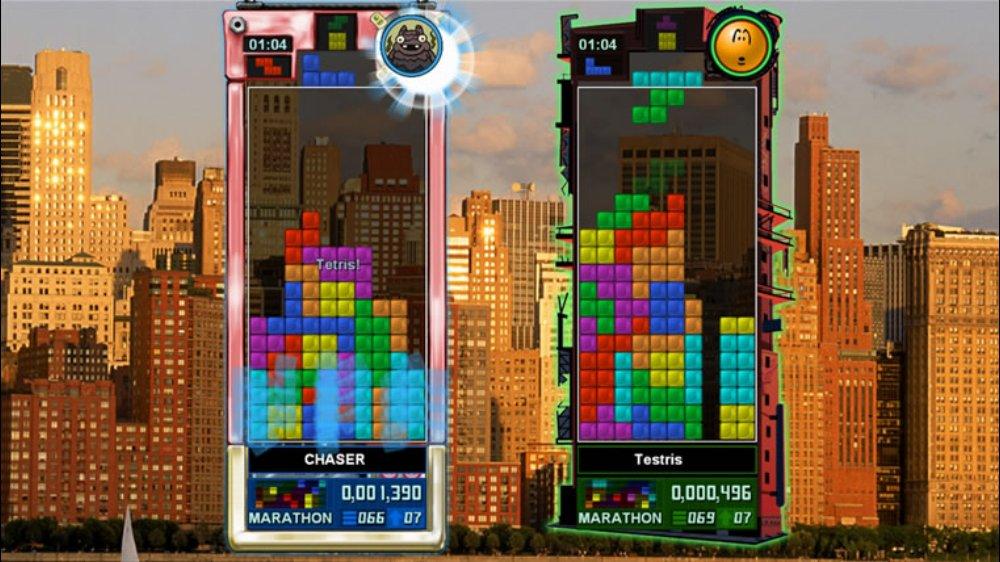 01:04
Tetris!
CHASER
0,001,390
MARATHON 066 07
01:04
Testris
0,000,496
MARATHON 069 07